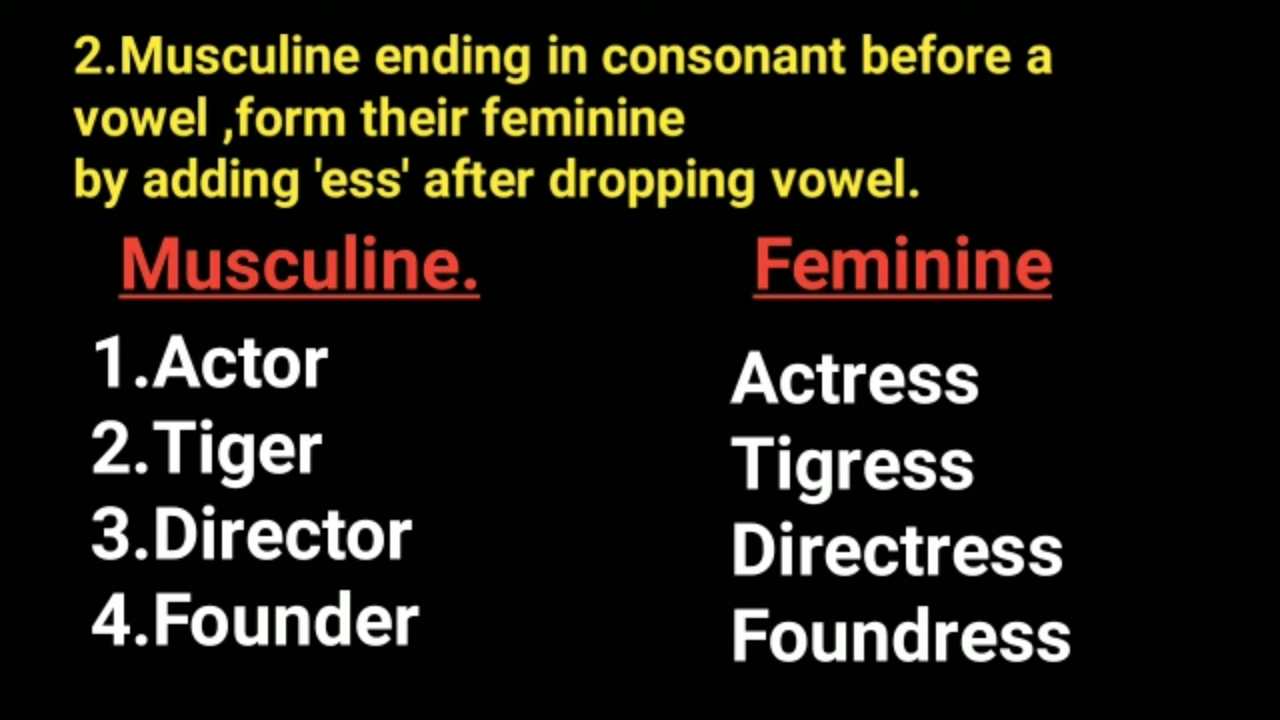 2.Musculine ending in consonant before a
vowel ,form their feminine
by adding 'ess' after dropping vowel.
Musculine. Feminine
1.Actor Actress
2.Tiger Tigress
3.Director Directress
4.Founder Foundress